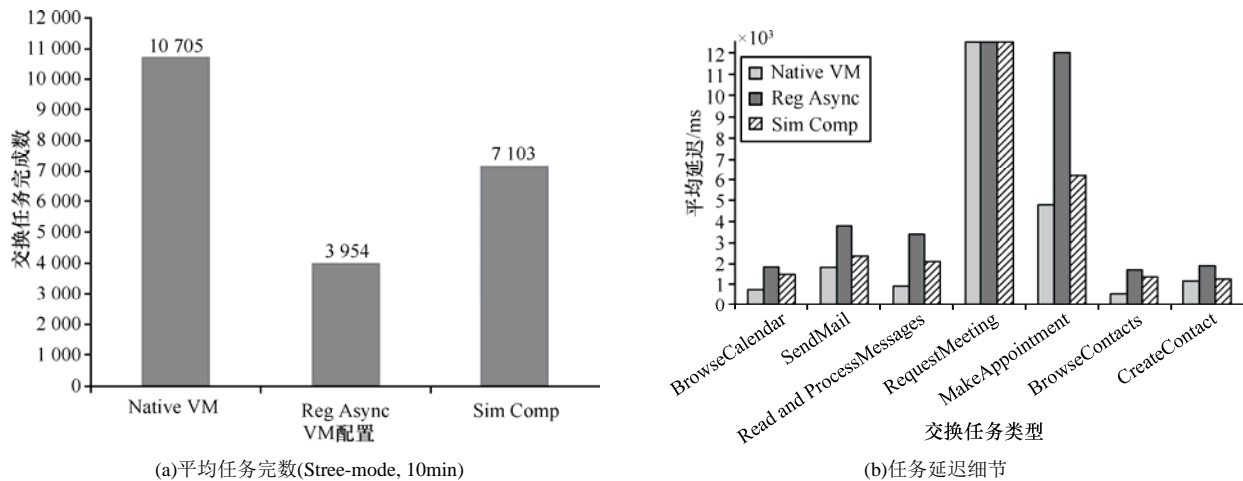 12 000
11 000
10 000
9 000
8 000
7 000
6 000
5 000
4 000
3 000
2 000
1 000
0
交换任务完成数
10 705
3 954
7 103
Native VM
Reg Async
Sim Comp
VM配置
(a)平均任务完数(Stree-mode, 10min)
×10³
12
11
10
9
8
7
6
5
4
3
2
1
0
平均延迟/ms
Native VM
Reg Async
Sim Comp
BrowseCalendar
SendMail
Read and ProcessMessages
RequestMeeting
MakeAppointment
BrowseContacts
CreateContact
交换任务类型
(b)任务延迟细节